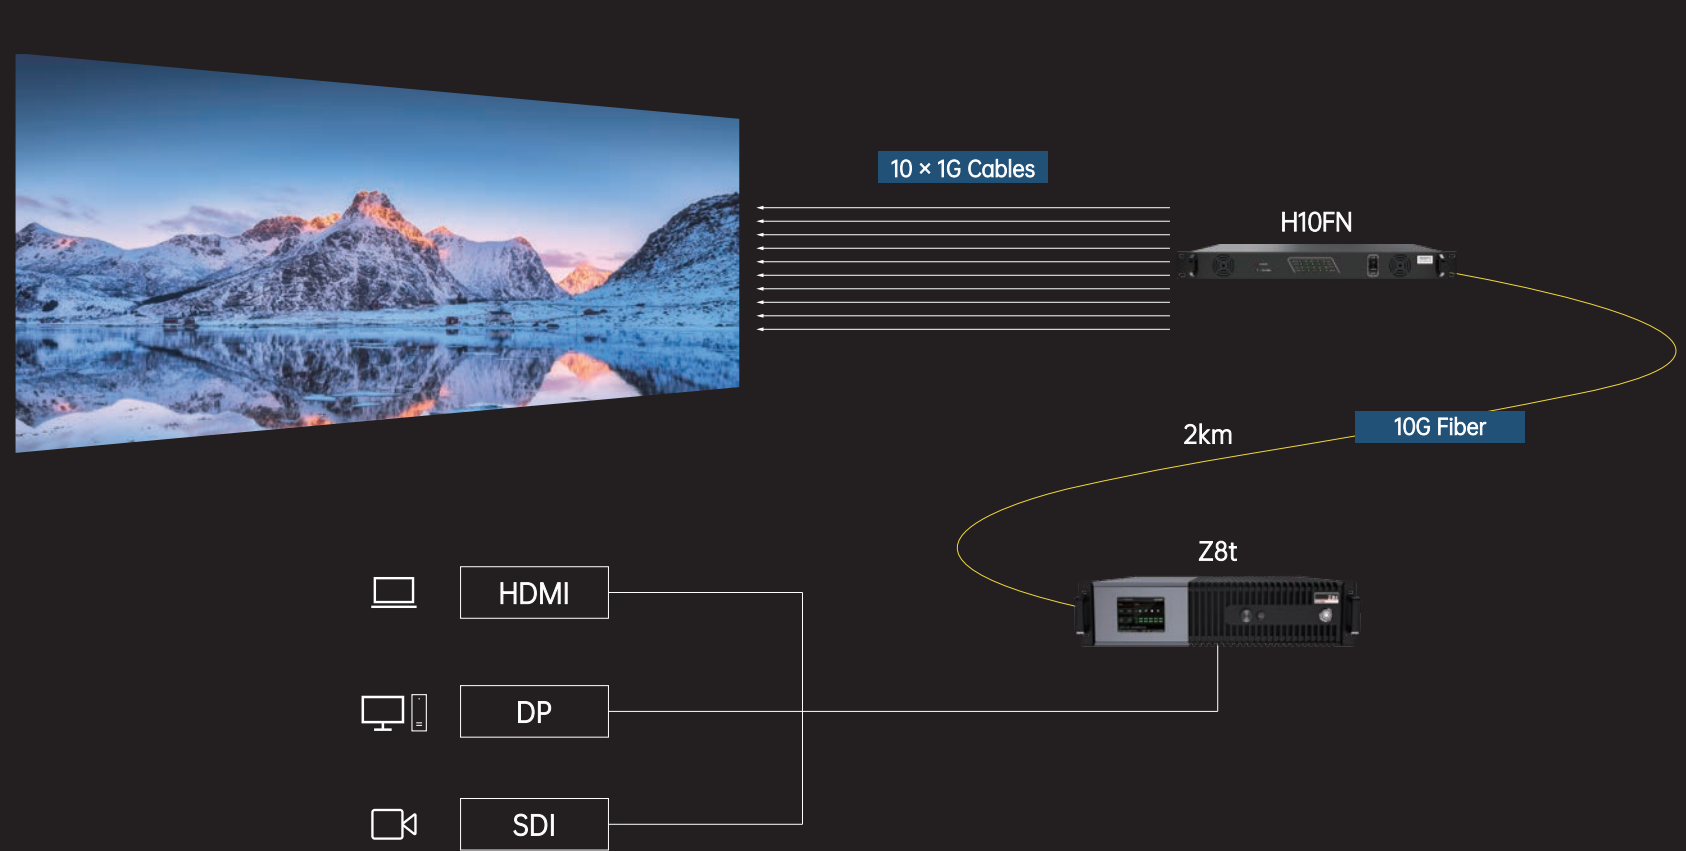 10 × 1G Cables
H10FN
10G Fiber
2km
Z8t
HDMI
DP
SDI